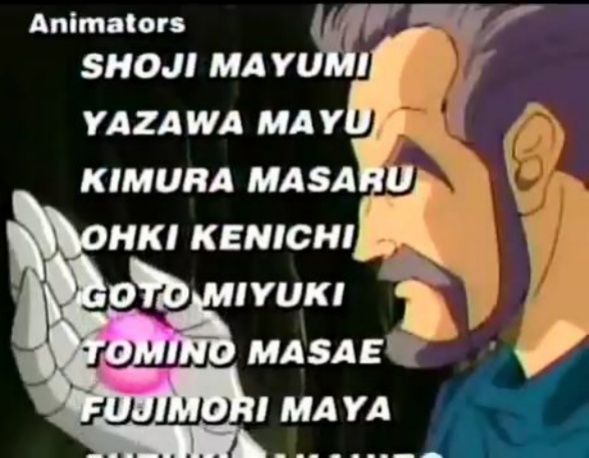 Animators
SHOJI MAYUMI
YAZAWA MAYU
KIMURA MASARU
OHKI KENICHI
GOTO MIYUKI
TOMINO MASAE
FUJIMORI MAYA